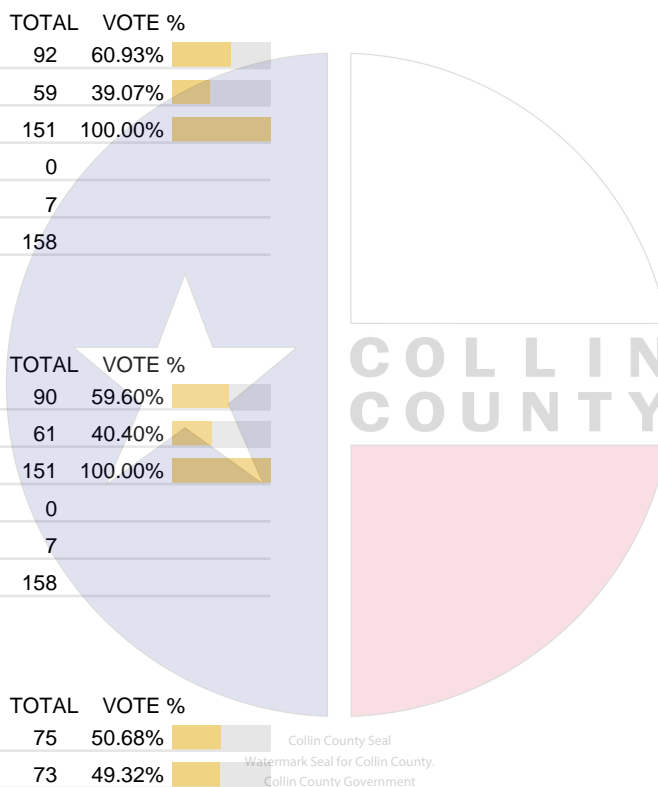 TOTAL VOTE %
92 60.93%
59 39.07%
151 100.00%
0
7
158
COLLIN
COUNTY
TOTAL VOTE %
90 59.60%
61 40.40%
151 100.00%
0
7
158
TOTAL VOTE %
75 50.68%
73 49.32%
Collin County Seal
Watermark Seal for Collin County.
Collin County Government